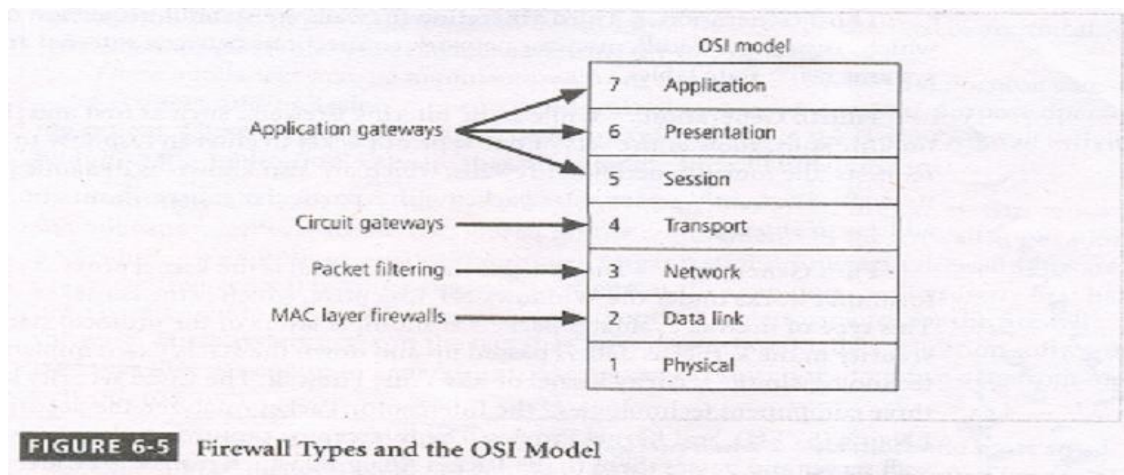 OSI model
7 Application
Application gateways
6 Presentation
5 Session
Circuit gateways
4 Transport
Packet filtering
3 Network
MAC layer firewalls
2 Data link
1 Physical
FIGURE 6-5 Firewall Types and the OSI Model